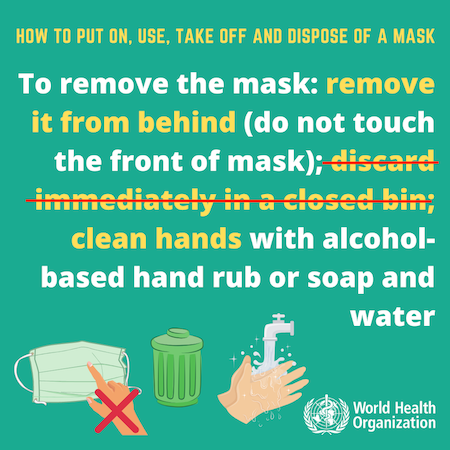 HOW TO PUT ON, USE, TAKE OFF AND DISPOSE OF A MASK
To remove the mask: remove
it from behind (do not touch
the front of mask); discard
immediately in a closed bin;
clean hands with alcohol-
based hand rub or soap and
water
World Health
Organization